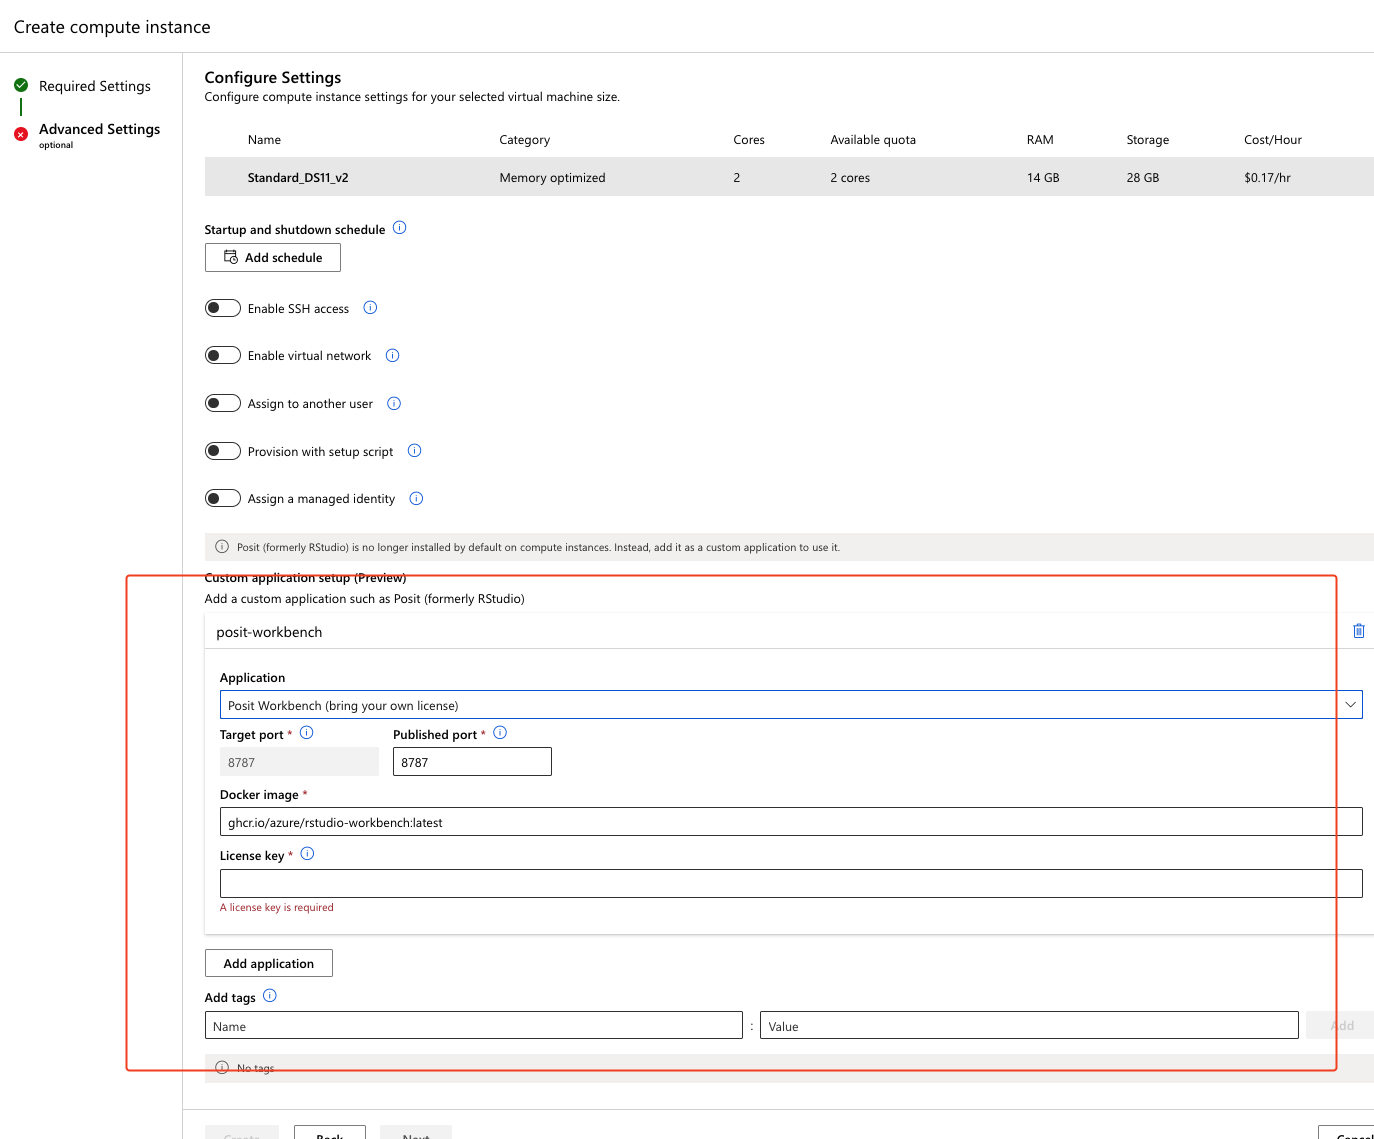 Create compute instance
Required Settings
Advanced Settings
optional
Configure Settings
Configure compute instance settings for your selected virtual machine size.
Name Category Cores Available quota RAM Storage Cost/Hour
Standard_DS11_v2 Memory optimized 2 2 cores 14 GB 28 GB $0.17/hr
Startup and shutdown schedule
Add schedule
Enable SSH access
Enable virtual network
Assign to another user
Provision with setup script
Assign a managed identity
Posit (formerly RStudio) is no longer installed by default on compute instances. Instead, add it as a custom application to use it.
Custom application setup (Preview)
Add a custom application such as Posit (formerly RStudio)
posit-workbench
Application
Posit Workbench (bring your own license)
Target port * Published port *
8787 8787
Docker image *
ghcr.io/azure/rstudio-workbench:latest
License key *
A license key is required
Add application
Add tags
Name : Value Add
No tags
Create Back Next Cancel